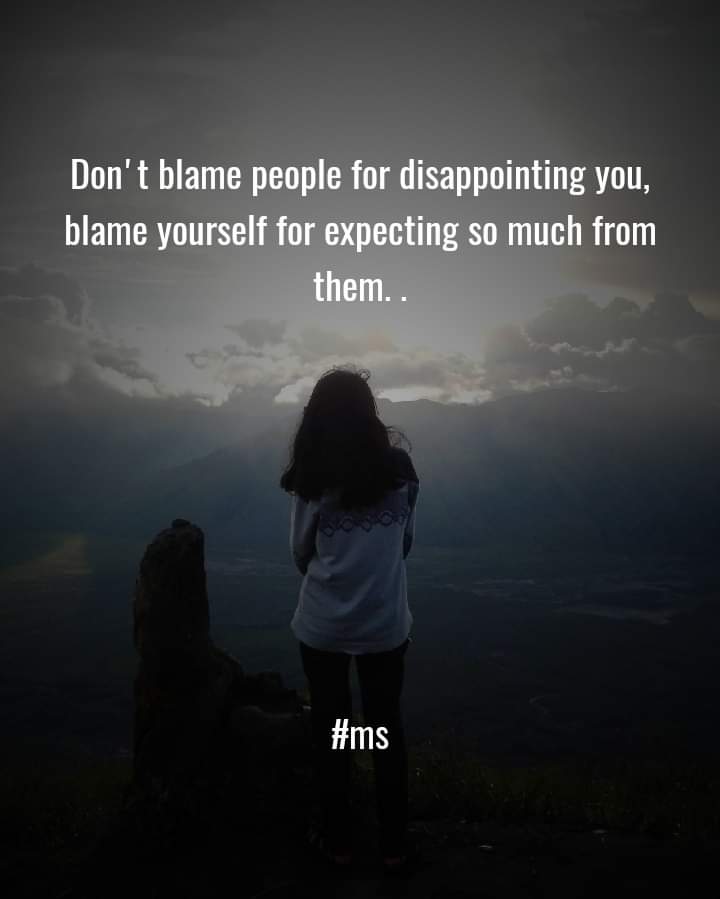 Don't blame people for disappointing you,
blame yourself for expecting so much from
them. .
#ms